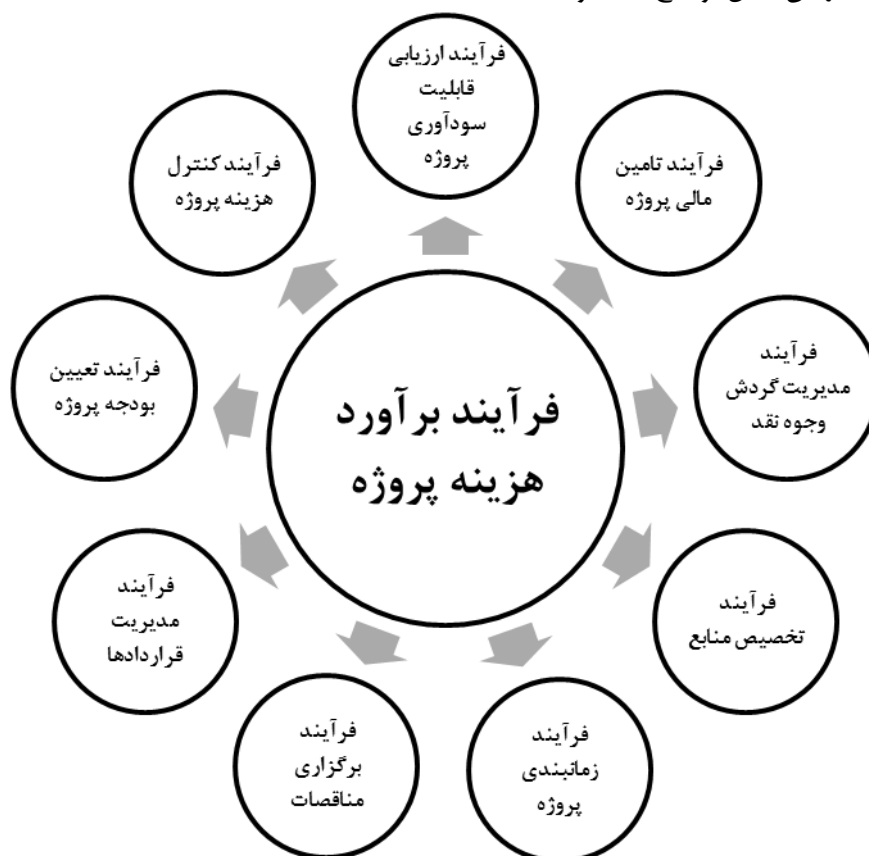 فرآیند ارزیابی
قابلیت
سودآوری
پروژه
فرآیند تامین
مالی پروژه
فرآیند
مدیریت گردش
وجوه نقد
فرآیند
تخصیص منابع
فرآیند
زمانبندی
پروژه
فرآیند
برگزاری
مناقصات
فرآیند
مدیریت
قراردادها
فرآیند تعیین
بودجه پروژه
فرآیند کنترل
هزینه پروژه
فرآیند برآورد
هزینه پروژه